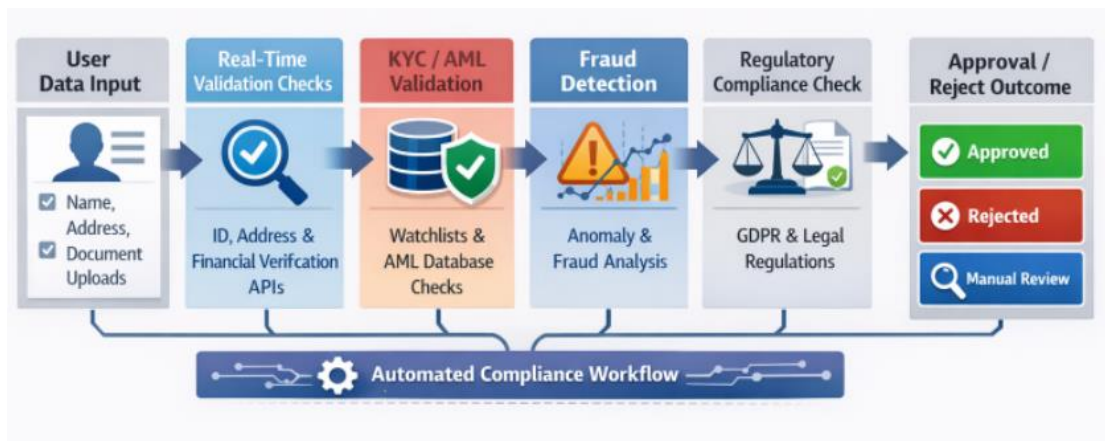 User
Data Input
Real-Time
Validation Checks
KYC / AML
Validation
Fraud
Detection
Regulatory
Compliance Check
Approval /
Reject Outcome
Name,
Address,
Document
Uploads
ID, Address &
Financial Verifcation
APIs
Watchlists &
AML Database
Checks
Anomaly &
Fraud Analysis
GDPR & Legal
Regulations
Approved
Rejected
Manual Review
Automated Compliance Workflow